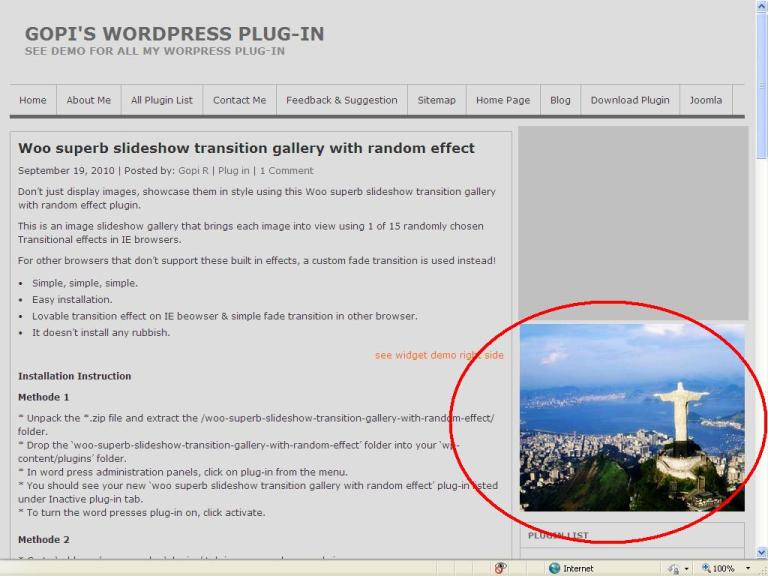 GOPI'S WORDPRESS PLUG-IN
SEE DEMO FOR ALL MY WORPRESS PLUG-IN
Home
About Me
All Plugin List
Contact Me
Feedback & Suggestion
Sitemap
Home Page
Blog
Download Plugin
Joomla
Woo superb slideshow transition gallery with random effect
September 19, 2010 | Posted by: Gopi R | Plug in | 1 Comment
Don't just display images, showcase them in style using this Woo superb slideshow transition gallery
with random effect plugin.
This is an image slideshow gallery that brings each image into view using 1 of 15 randomly chosen
Transitional effects in IE browsers.
For other browsers that don't support these built in effects, a custom fade transition is used instead!
• Simple, simple, simple.
• Easy installation.
• Lovable transition effect on IE beowser & simple fade transition in other browser.
• It doesn't install any rubbish.
see widget demo right side
Installation Instruction
Methode 1
* Unpack the *.zip file and extract the /woo-superb-slideshow-transition-gallery-with-random-effect/
folder.
* Drop the 'woo-superb-slideshow-transition-gallery-with-random-effect' folder into your 'wp-
content/plugins' folder.
* In word press administration panels, click on plug-in from the menu.
* You should see your new 'woo superb slideshow transition gallery with random effect' plug-in listed
under Inactive plug-in tab.
* To turn the word presses plug-in on, click activate.
Methode 2
PLUGIN LIST
Internet
100%